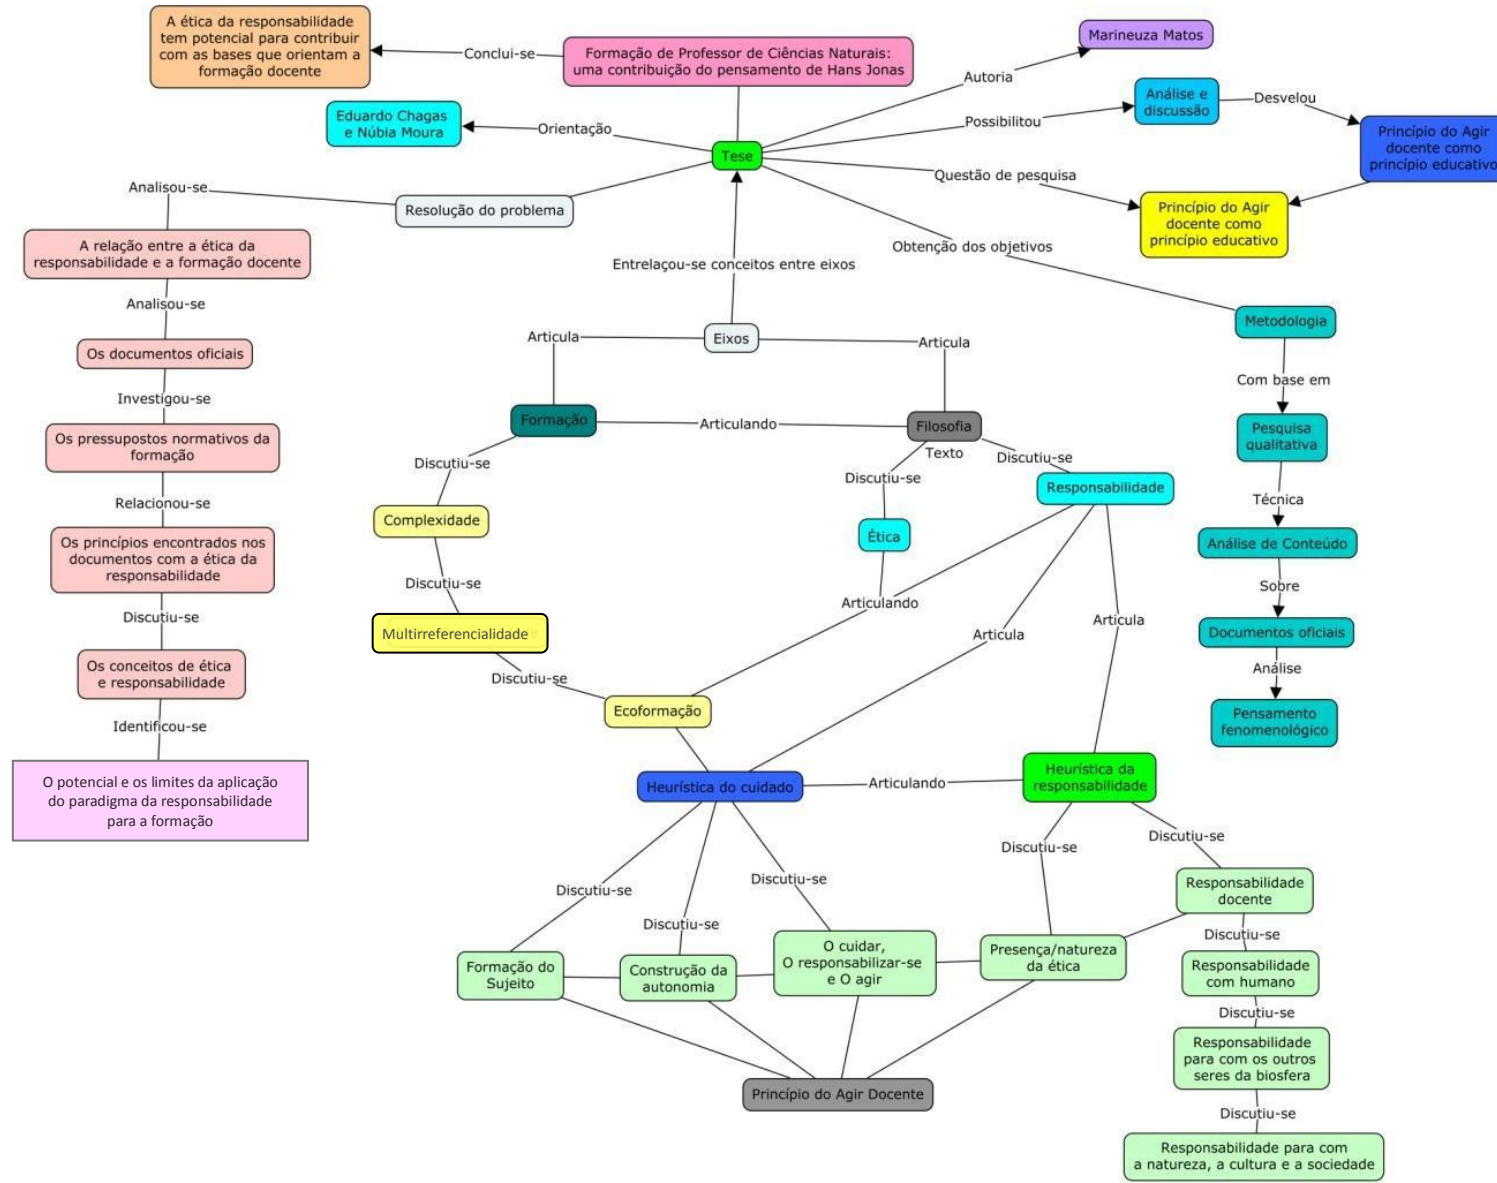 A ética da responsabilidade
tem potencial para contribuir
com as bases que orientam a
formação docente
Conclui-se
Formação de Professor de Ciências Naturais:
uma contribuição do pensamento de Hans Jonas
Marineuza Matos
Autoria
Análise e
discussão
Desvelou
Possibilitou
Princípio do Agir
docente como
princípio educativo
Eduardo Chagas
e Núbia Moura
Orientação
Tese
Questão de pesquisa
Princípio do Agir
docente como
princípio educativo
Analisou-se
Resolução do problema
Obtenção dos objetivos
A relação entre a ética da
responsabilidade e a formação docente
Entrelaçou-se conceitos entre eixos
Analisou-se
Metodologia
Eixos
Articula
Articula
Os documentos oficiais
Com base em
Investigou-se
Formação
Articulando
Filosofia
Texto
Pesquisa
qualitativa
Os pressupostos normativos da
formação
Discutiu-se
Discutiu-se
Discutiu-se
Responsabilidade
Relacionou-se
Técnica
Complexidade
Ética
Análise de Conteúdo
Os princípios encontrados nos
documentos com a ética da
responsabilidade
Discutiu-se
Sobre
Articulando
Discutiu-se
Articula
Articula
Multirreferencialidade
Documentos oficiais
Os conceitos de ética
e responsabilidade
Discutiu-se
Análise
Ecoformação
Pensamento
fenomenológico
Identificou-se
O potencial e os limites da aplicação
do paradigma da responsabilidade
para a formação
Heurística do cuidado
Articulando
Heurística da
responsabilidade
Discutiu-se
Discutiu-se
Discutiu-se
Discutiu-se
Discutiu-se
Responsabilidade
docente
Discutiu-se
Formação do
Sujeito
Construção da
autonomia
O cuidar,
O responsabilizar-se
e O agir
Presença/natureza
da ética
Responsabilidade
com humano
Discutiu-se
Responsabilidade
para com os outros
seres da biosfera
Princípio do Agir Docente
Discutiu-se
Responsabilidade para com
a natureza, a cultura e a sociedade